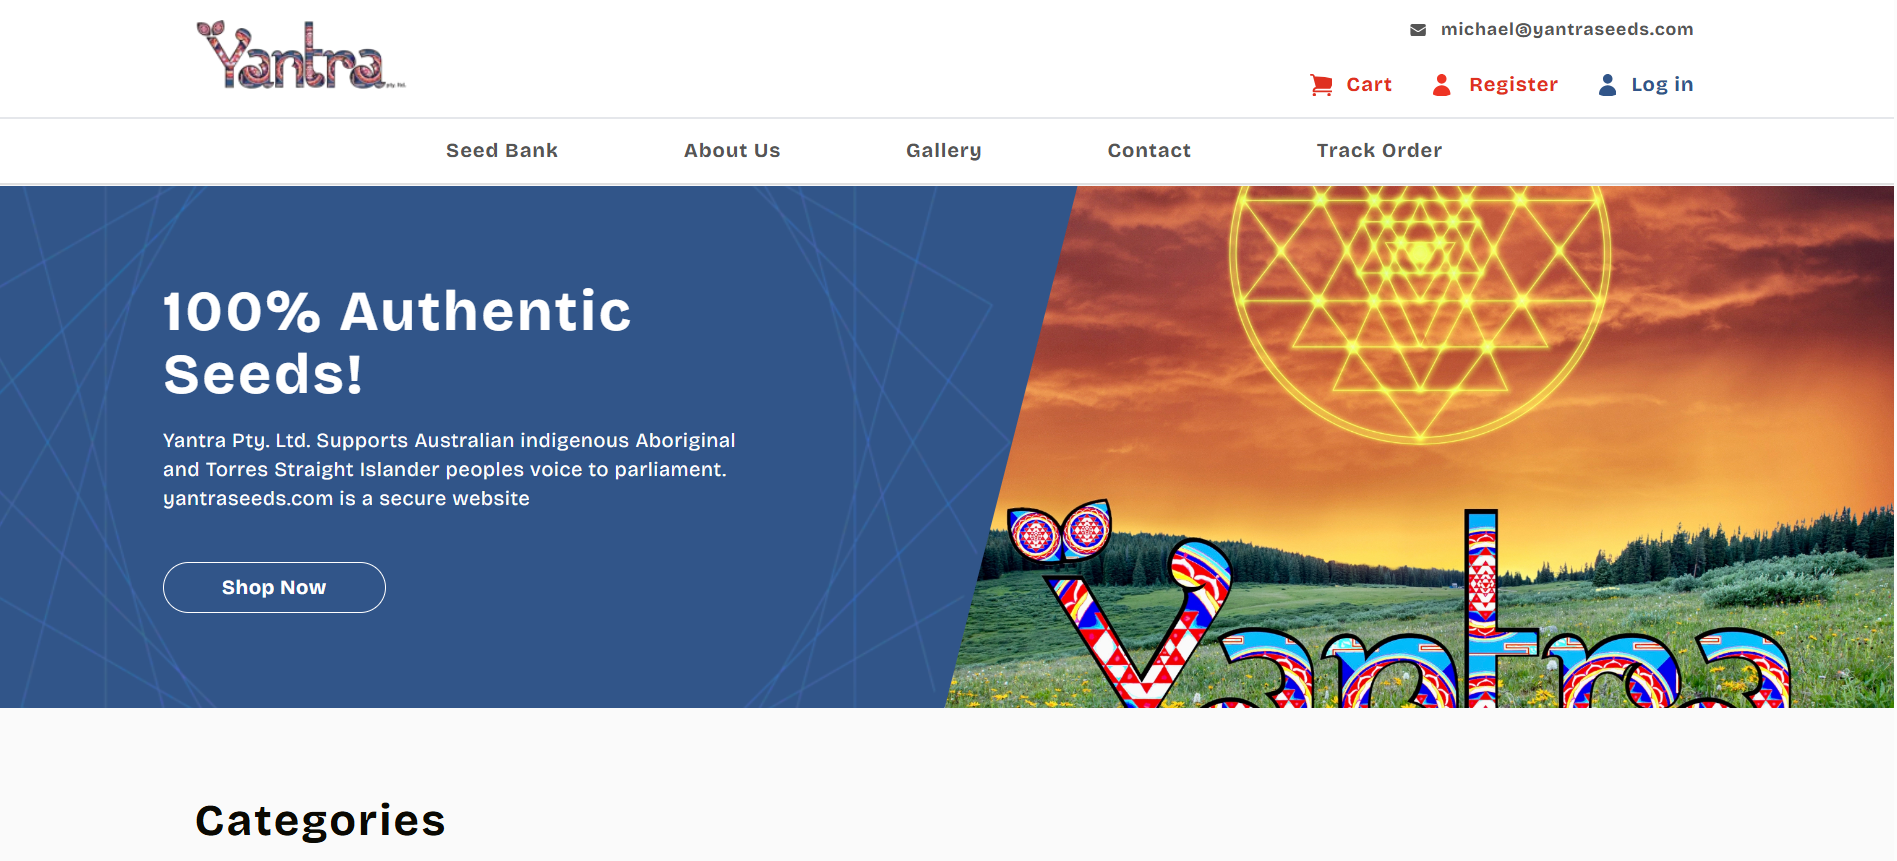 Yantra pty. ltd.
michael@yantraseeds.com
Cart Register Log in
Seed Bank About Us Gallery Contact Track Order
100% Authentic
Seeds!
Yantra Pty. Ltd. Supports Australian indigenous Aboriginal
and Torres Straight Islander peoples voice to parliament.
yantraseeds.com is a secure website
Shop Now
Yantra
Categories